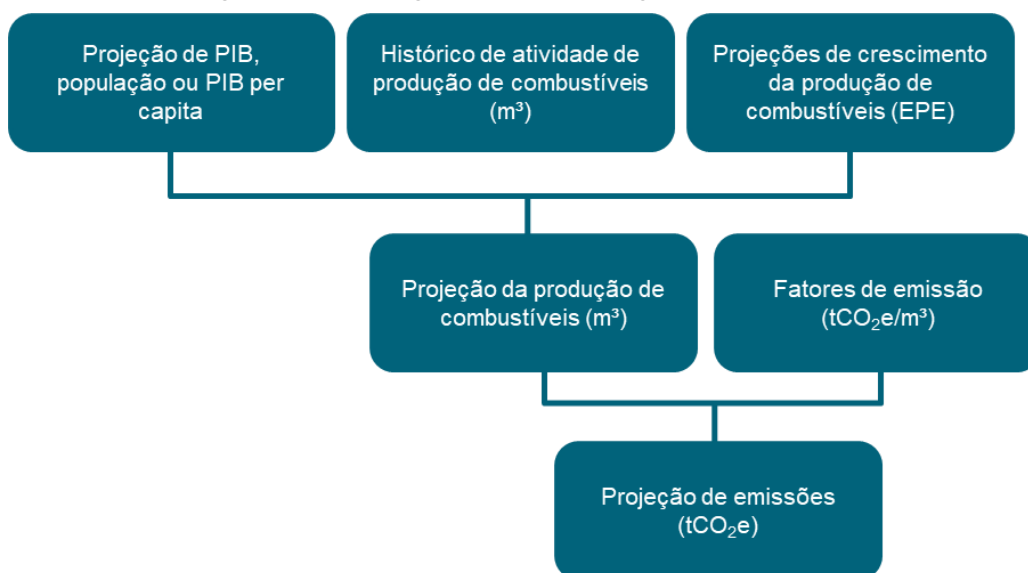 Projeção de PIB,
população ou PIB per
capita
Histórico de atividade de
produção de combustíveis
(m³)
Projeções de crescimento
da produção de
combustíveis (EPE)
Projeção da produção de
combustíveis (m³)
Fatores de emissão
(tCO₂e/m³)
Projeção de emissões
(tCO₂e)